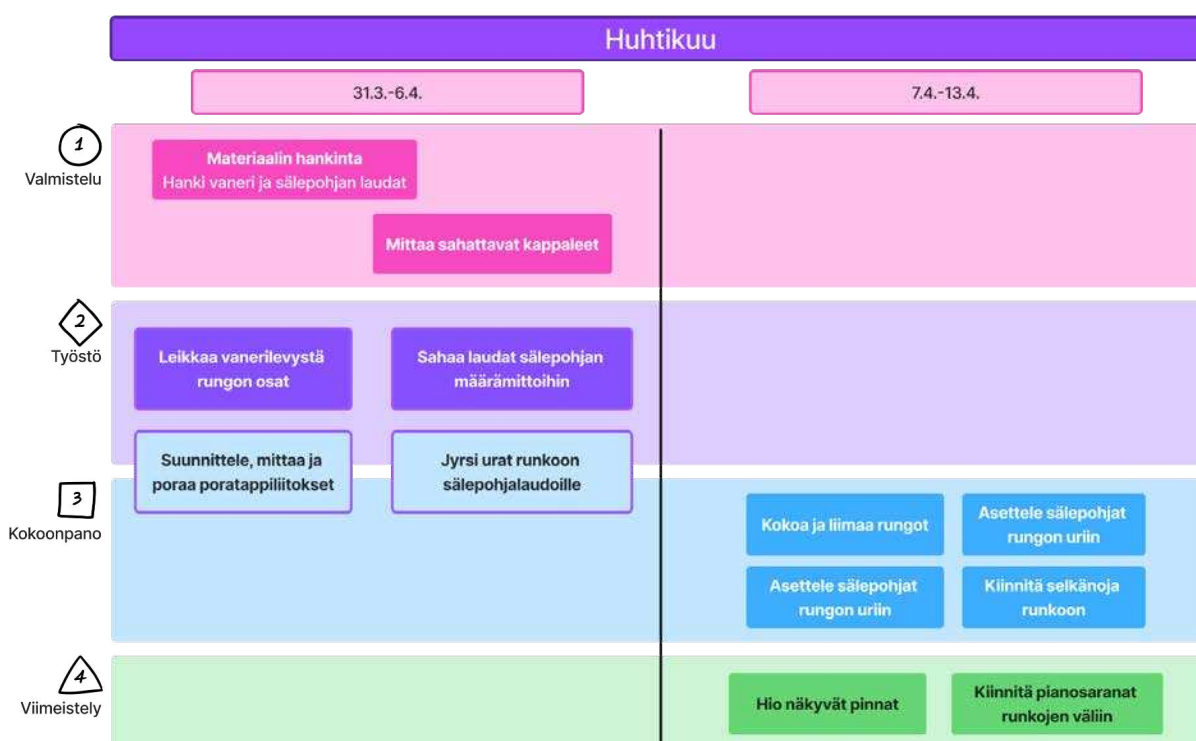 Huhtikuu
31.3.-6.4.
7.4.-13.4.
1
Valmistelu
Materiaalin hankinta
Hanki vaneri ja sälepohjan laudat
Mittaa sahattavat kappaleet
2
Työstö
Leikkaa vanerilevystä
rungon osat
Sahaa laudat sälepohjan
määrämittoihin
Suunnittele, mittaa ja
poraa poratappiliitokset
Jyrsi urat runkoon
sälepohjalaudoille
3
Kokoonpano
Kokoa ja liimaa rungot
Asettele sälepohjat
rungon uriin
Asettele sälepohjat
rungon uriin
Kiinnitä selkänoja
runkoon
4
Viimeistely
Hio näkyvät pinnat
Kiinnitä pianosaranat
runkojen väliin